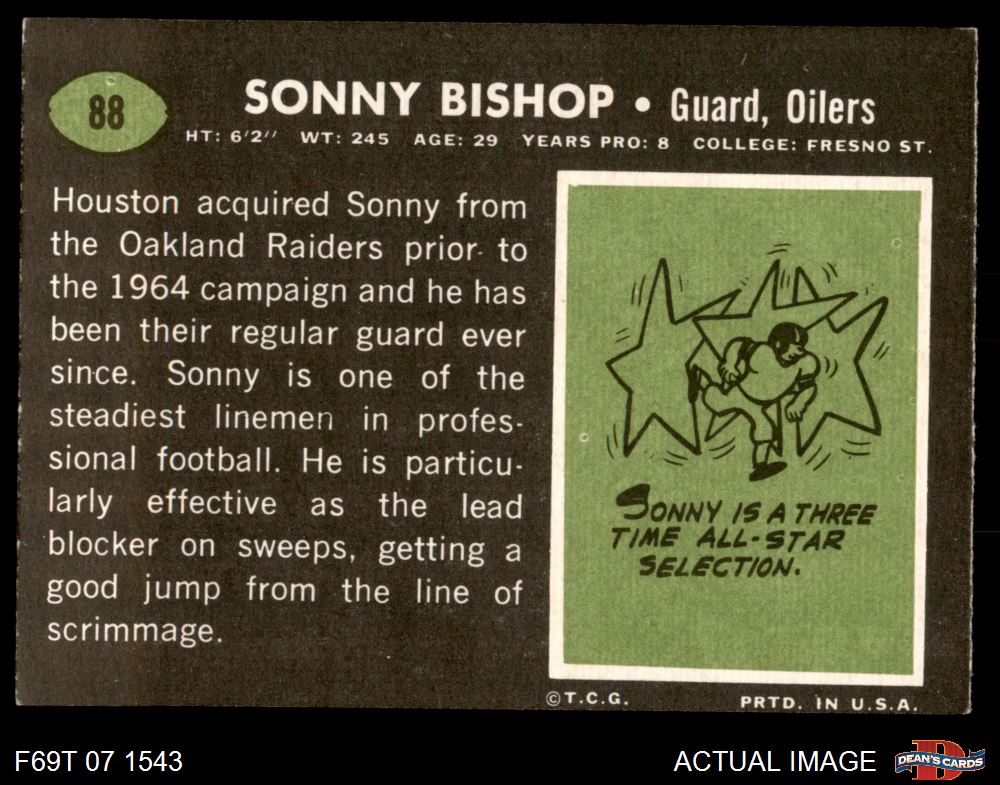 88
SONNY BISHOP • Guard, Oilers
HT: 6'2'' WT: 245 AGE: 29 YEARS PRO: 8 COLLEGE: FRESNO ST.
Houston acquired Sonny from
the Oakland Raiders prior to
the 1964 campaign and he has
been their regular guard ever
since. Sonny is one of the
steadiest linemen in profes-
sional football. He is particu-
larly effective as the lead
blocker on sweeps, getting a
good jump from the line of
scrimmage.
SONNY IS A THREE
TIME ALL-STAR
SELECTION.
©T.C.G. PRTD. IN U.S.A.
F69T 07 1543 ACTUAL IMAGE DEAN'S CARDS